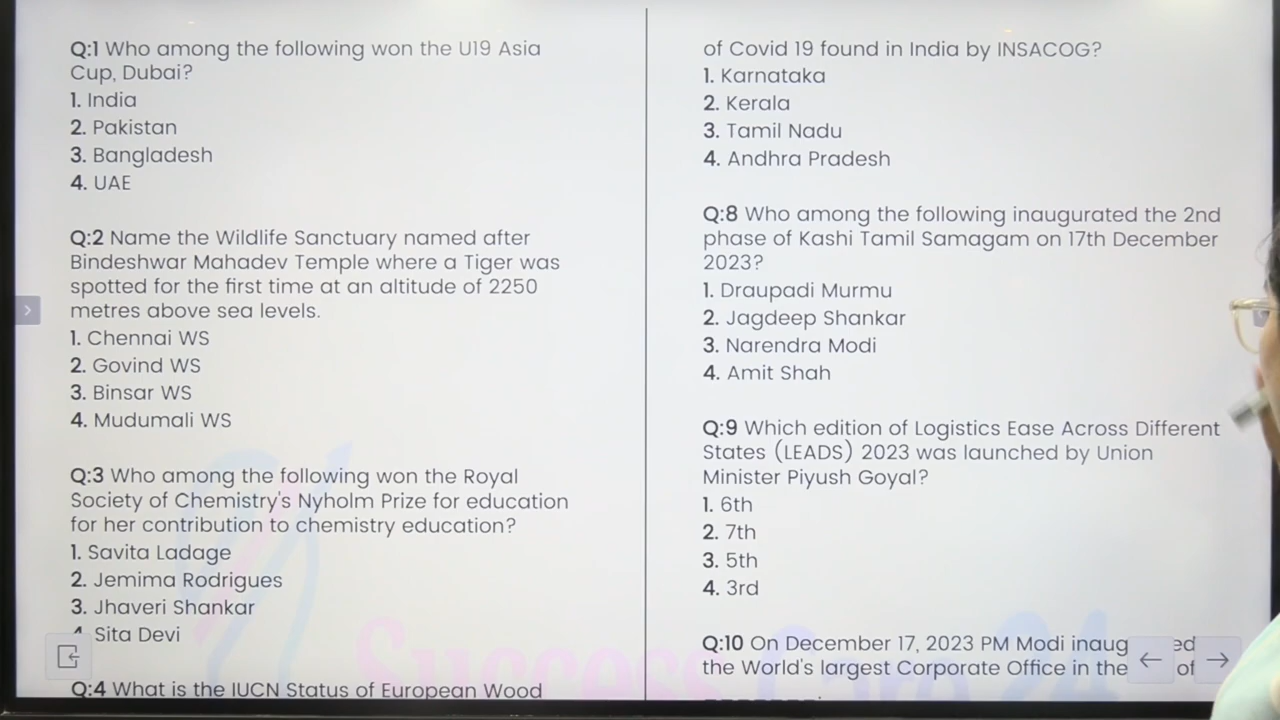 Q:1 Who among the following won the U19 Asia
Cup, Dubai?
1. India
2. Pakistan
3. Bangladesh
4. UAE
Q:2 Name the Wildlife Sanctuary named after
Bindeshwar Mahadev Temple where a Tiger was
spotted for the first time at an altitude of 2250
metres above sea levels.
1. Chennai WS
2. Govind WS
3. Binsar WS
4. Mudumali WS
Q:3 Who among the following won the Royal
Society of Chemistry's Nyholm Prize for education
for her contribution to chemistry education?
1. Savita Ladage
2. Jemima Rodrigues
3. Jhaveri Shankar
4. Sita Devi
Q:4 What is the IUCN Status of European Wood
of Covid 19 found in India by INSACOG?
1. Karnataka
2. Kerala
3. Tamil Nadu
4. Andhra Pradesh
Q:8 Who among the following inaugurated the 2nd
phase of Kashi Tamil Samagam on 17th December
2023?
1. Draupadi Murmu
2. Jagdeep Shankar
3. Narendra Modi
4. Amit Shah
Q:9 Which edition of Logistics Ease Across Different
States (LEADS) 2023 was launched by Union
Minister Piyush Goyal?
1. 6th
2. 7th
3. 5th
4. 3rd
Q:10 On December 17, 2023 PM Modi inaug ed
the World's largest Corporate Office in the of
Success